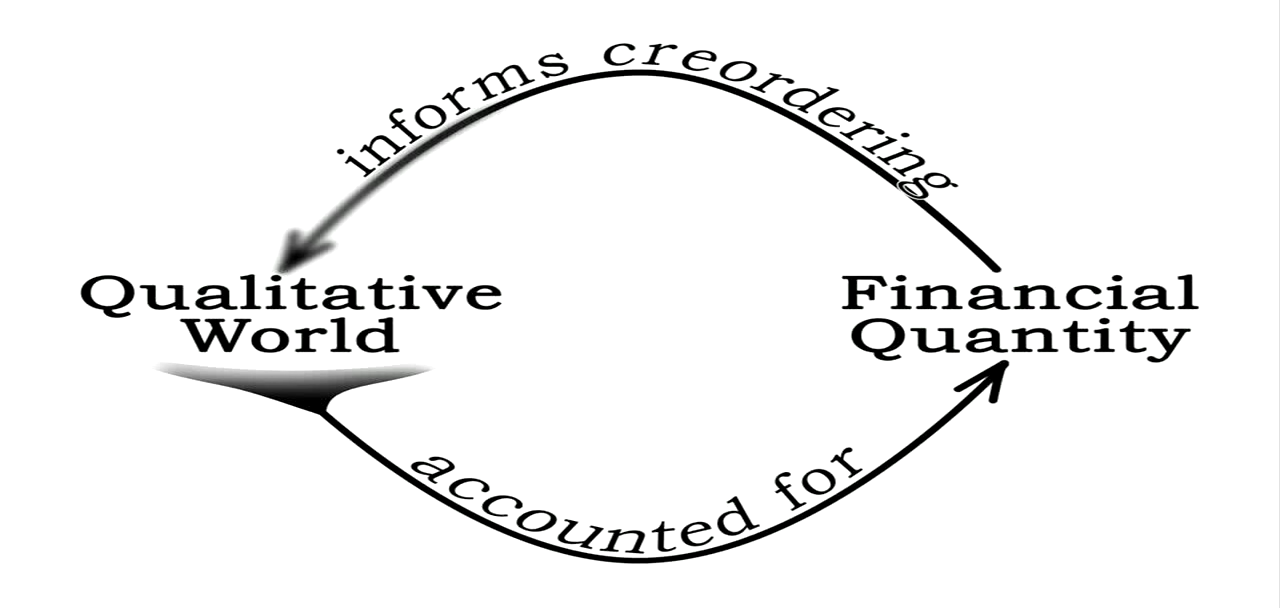 informs creordering
Qualitative
World
Financial
Quantity
accounted for